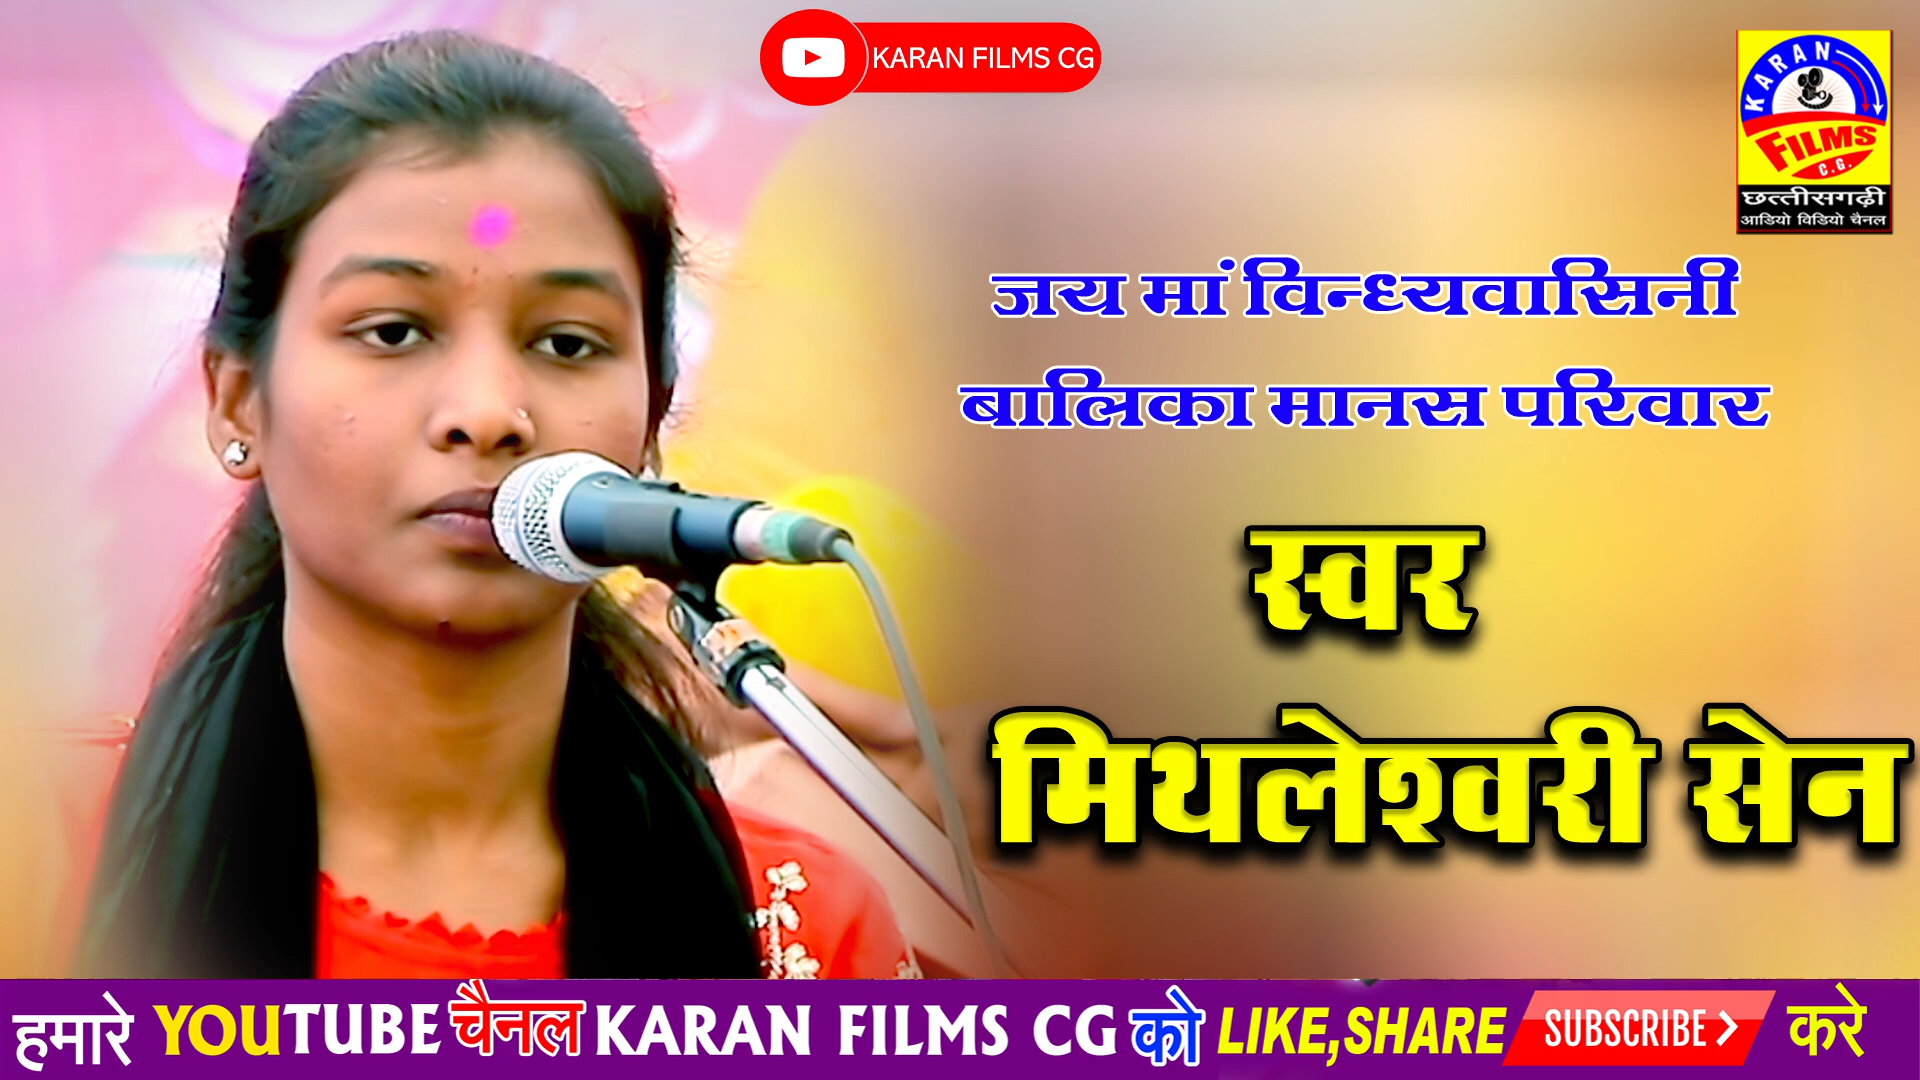 KARAN FILMS CG
KARAN
FILMS
C.G.
छत्तीसगढ़ी
आडियो विडियो चैनल
जय मां विन्ध्यवासिनी
बालिका मानस परिवार
स्वर
मिथलेश्वरी सेन
हमारे YOUTUBE चैनल KARAN FILMS CG को LIKE,SHARE SUBSCRIBE करे